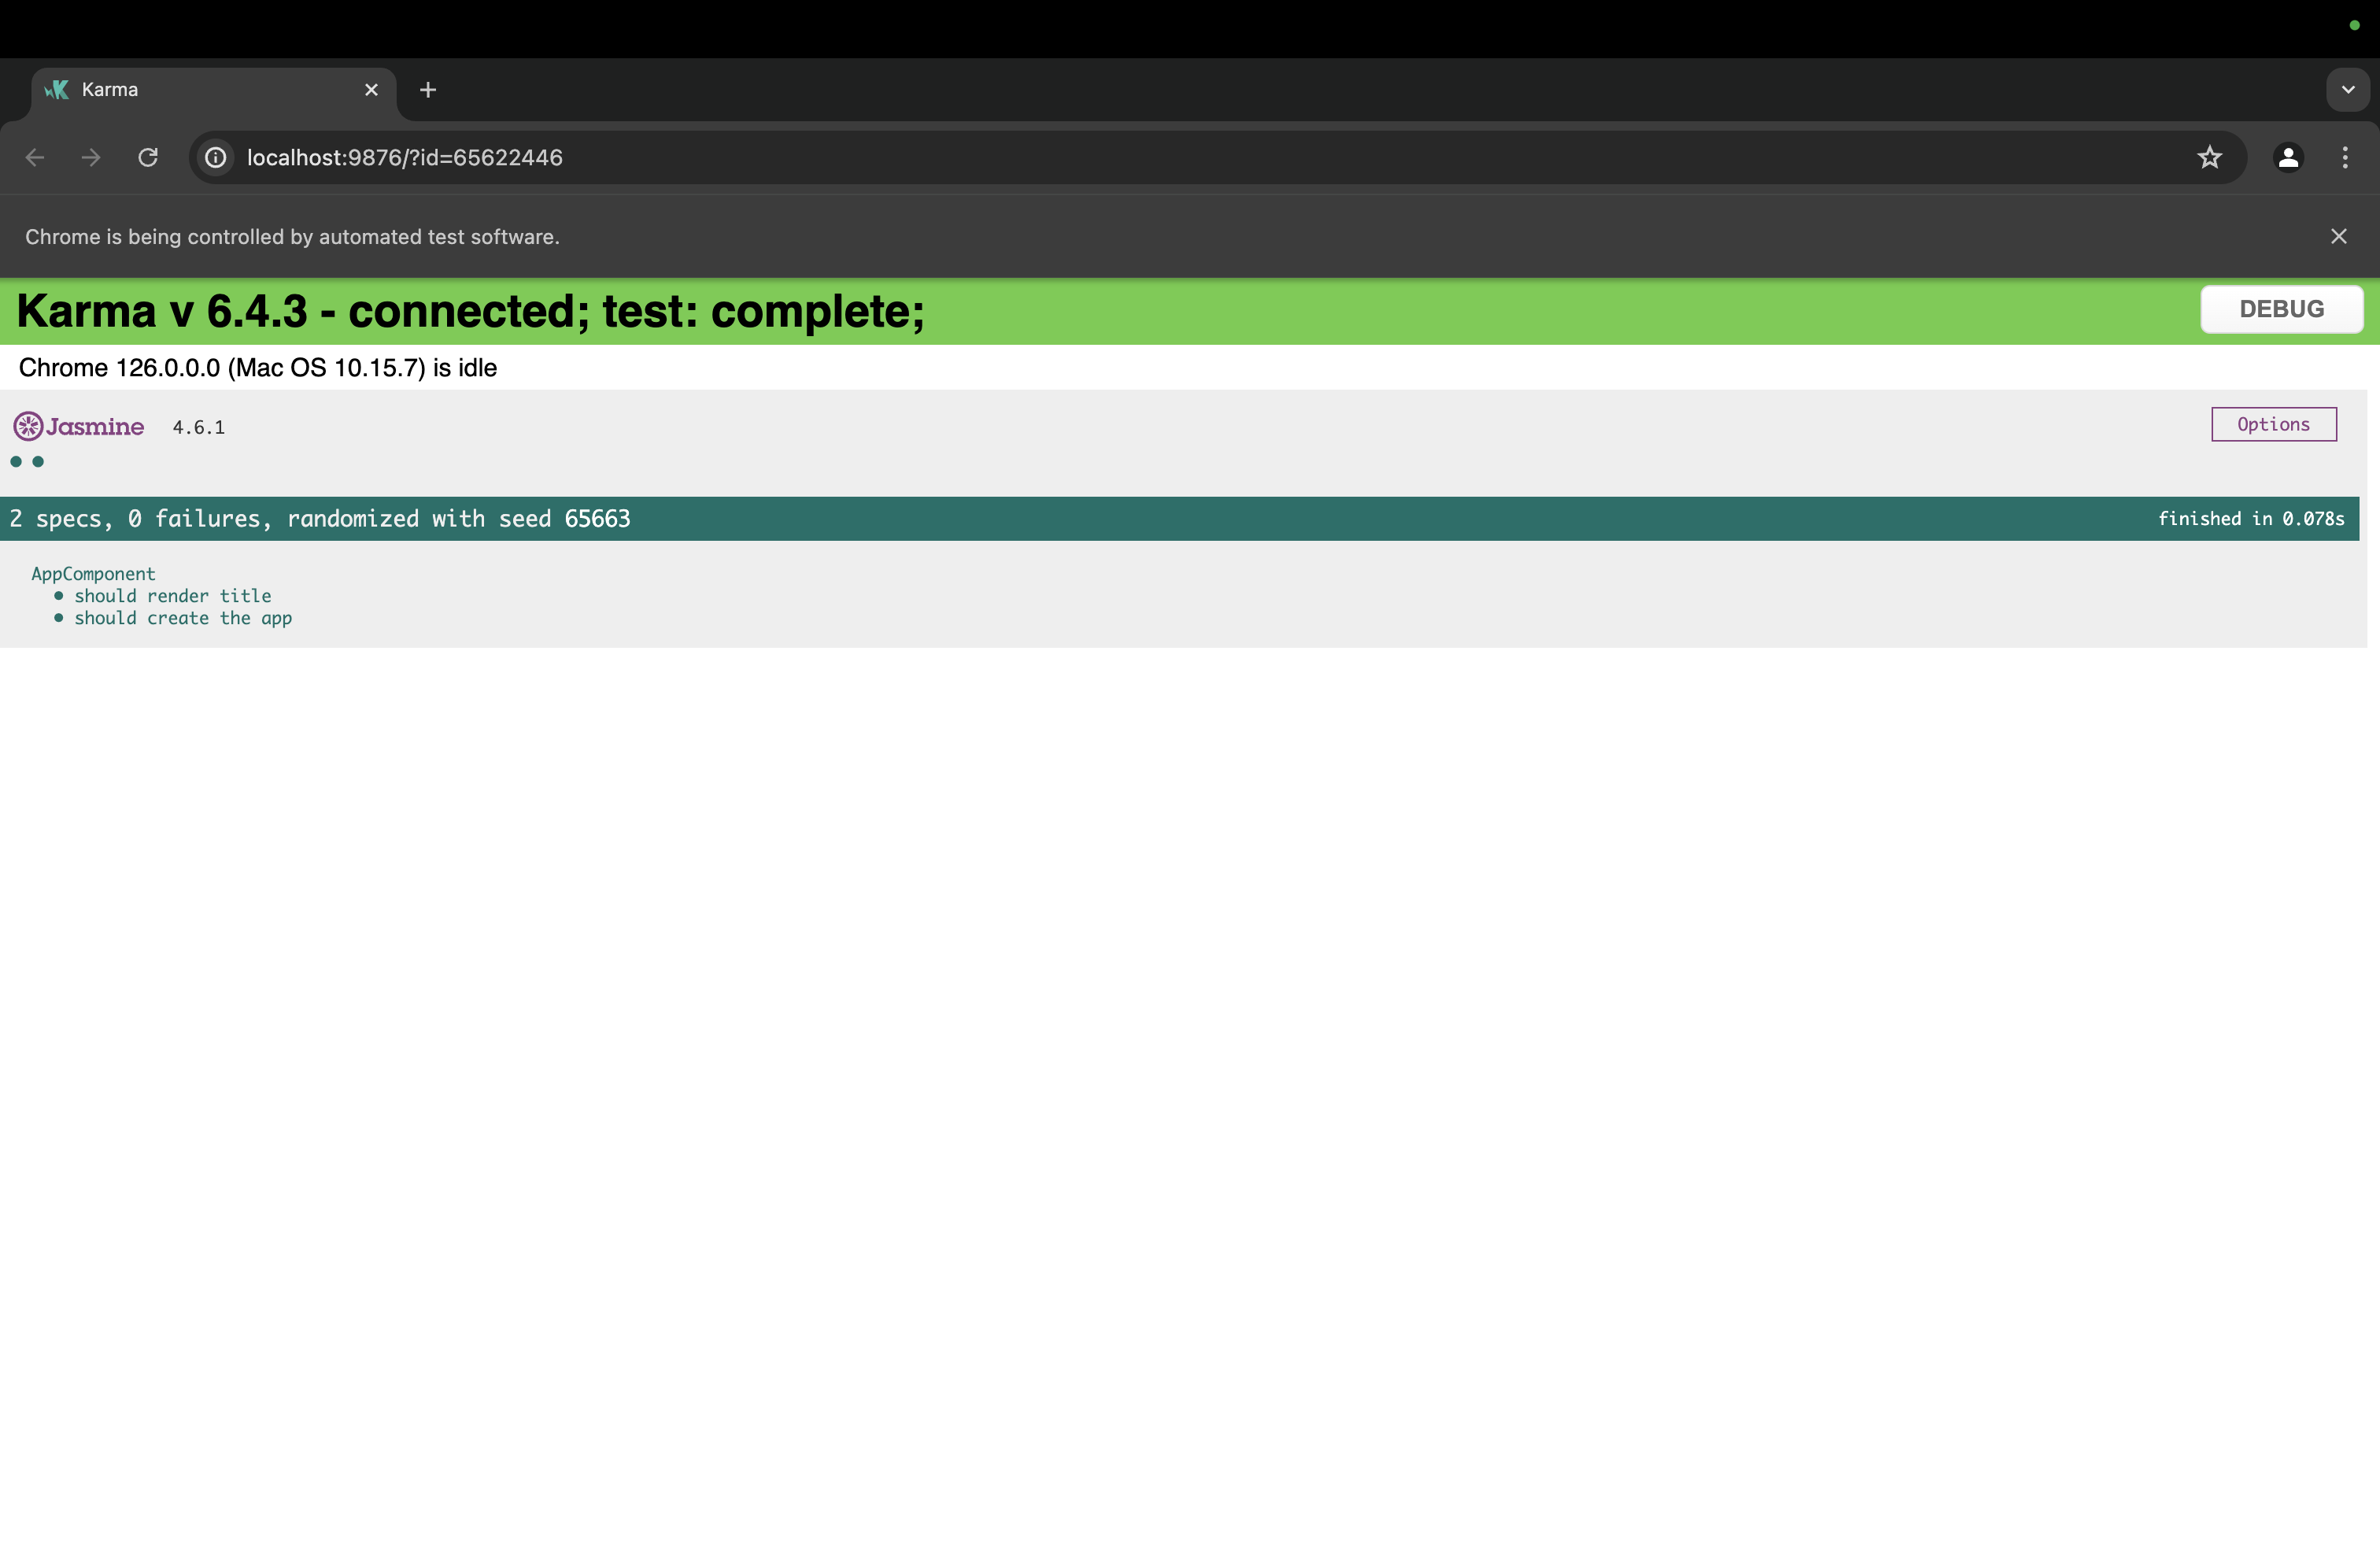 Karma
localhost:9876/?id=65622446
Chrome is being controlled by automated test software.
Karma v 6.4.3 - connected; test: complete;
DEBUG
Chrome 126.0.0.0 (Mac OS 10.15.7) is idle
Jasmine 4.6.1
Options
2 specs, 0 failures, randomized with seed 65663
finished in 0.078s
AppComponent
• should render title
• should create the app